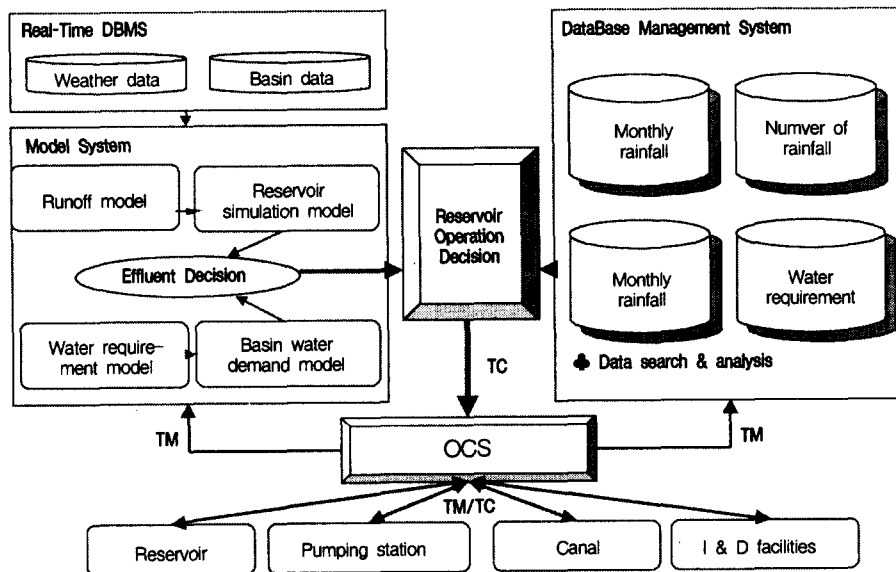 Real-Time DBMS
Weather data
Basin data
Model System
Runoff model
Reservoir
simulation model
Effluent Decision
Water require-
ment model
Basin water
demand model
Reservoir
Operation
Decision
DataBase Management System
Monthly
rainfall
Numver of
rainfall
Monthly
rainfall
Water
requirement
♣ Data search & analysis
TC
TM
OCS
TM
TM/TC
Reservoir
Pumping station
Canal
I & D facilities